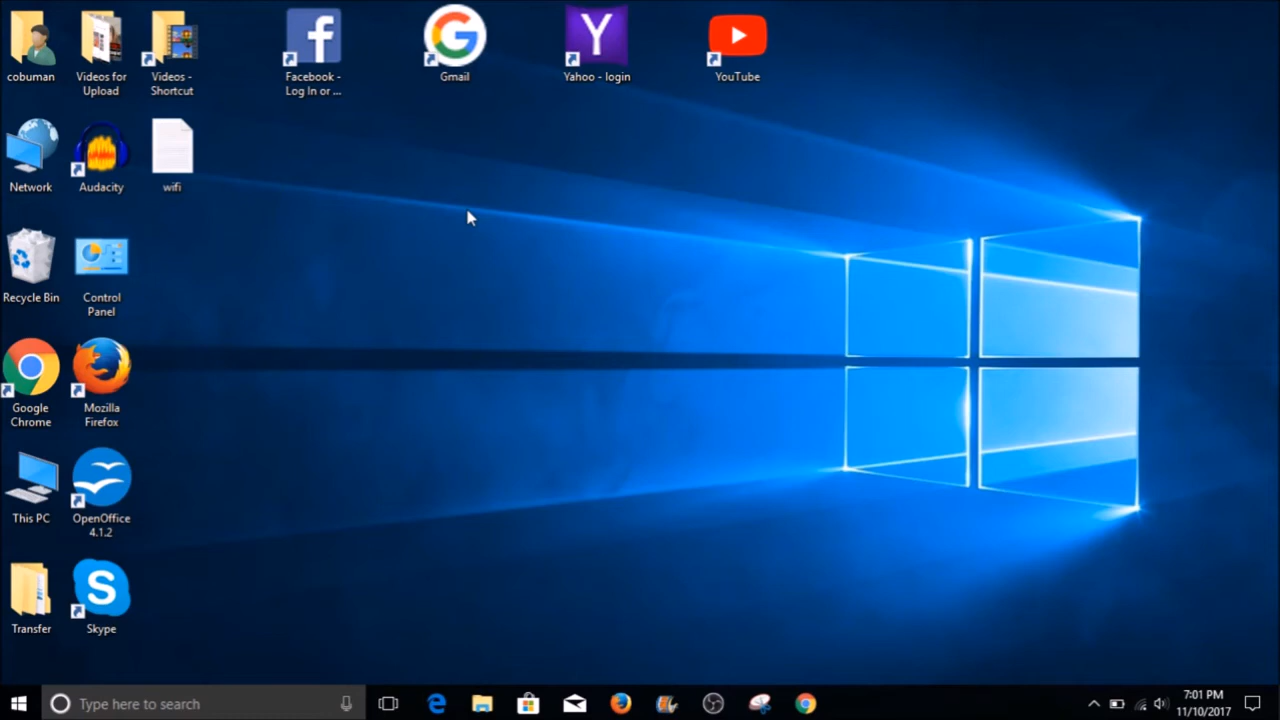 cobuman
Videos for
Upload
Videos -
Shortcut
f
Facebook -
Log In or ...
G
Gmail
Y
Yahoo - login
YouTube
Network
Audacity
wifi
Recycle Bin
Control
Panel
Google
Chrome
Mozilla
Firefox
This PC
OpenOffice
4.1.2
Transfer
S
Skype
Type here to search
7:01 PM
11/10/2017